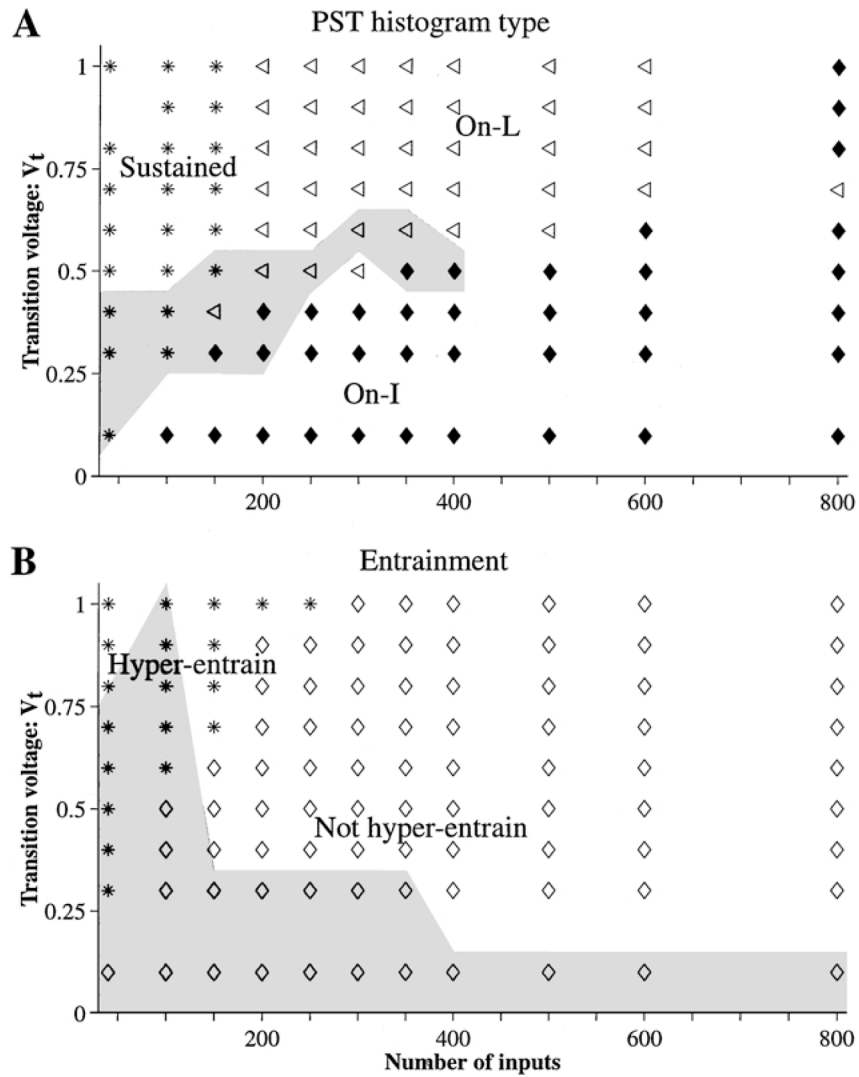 A
PST histogram type
1
0.75
0.5
0.25
0
Transition voltage: Vt
Sustained
On-L
On-I
200
400
600
800
B
Entrainment
1
0.75
0.5
0.25
0
Transition voltage: Vt
Hyper-entrain
Not hyper-entrain
200
400
600
800
Number of inputs